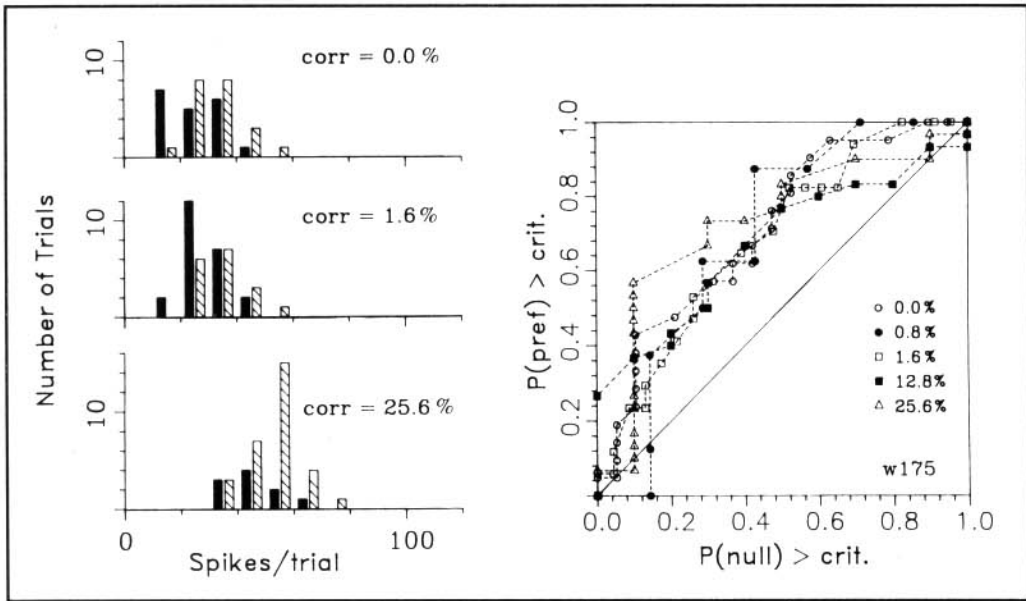 corr = 0.0 %
10
corr = 1.6 %
10
corr = 25.6 %
10
Number of Trials
0
100
Spikes/trial
1.0
0.8
0.6
0.4
0.2
P(pref) > crit.
0.0%
0.8%
1.6%
12.8%
25.6%
w175
0.0
0.2
0.4
0.6
0.8
1.0
P(null) > crit.